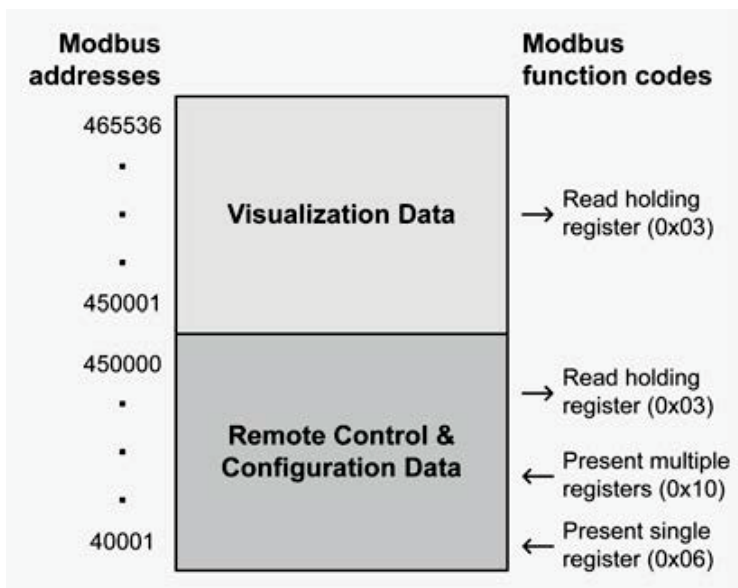 Modbus
addresses
Modbus
function codes
465536
.
.
.
450001
Visualization Data
Read holding
register (0x03)
450000
.
.
.
40001
Remote Control &
Configuration Data
Read holding
register (0x03)
Present multiple
registers (0x10)
Present single
register (0x06)